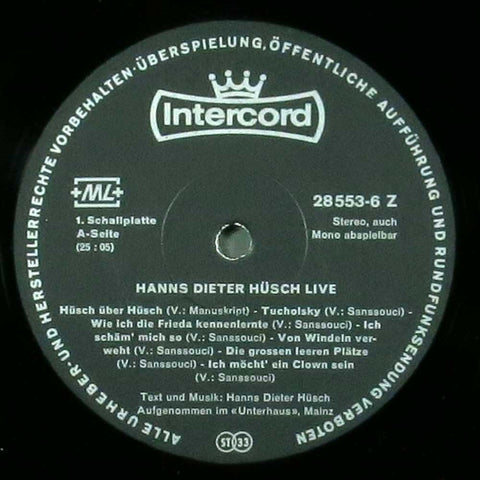 ALLE URHEBER- UND HERSTELLERRECHTE VORBEHALTEN · ÜBERSPIELUNG, ÖFFENTLICHE AUFFÜHRUNG UND RUNDFUNKSENDUNG VERBOTEN
Intercord
+ML+
28553-6 Z
1. Schallplatte
A-Seite
(25 : 05)
Stereo, auch
Mono abspielbar
HANNS DIETER HÜSCH LIVE
Hüsch über Hüsch (V.: Manuskript) - Tucholsky (V.: Sanssouci) -
Wie ich die Frieda kennenlernte (V.: Sanssouci) - Ich
schäm' mich so (V.: Sanssouci) - Von Windeln ver-
weht (V.: Sanssouci) - Die grossen leeren Plätze
(V.: Sanssouci) - Ich möcht' ein Clown sein
(V.: Sanssouci)
Text und Musik: Hanns Dieter Hüsch
Aufgenommen im «Unterhaus», Mainz
ST 33